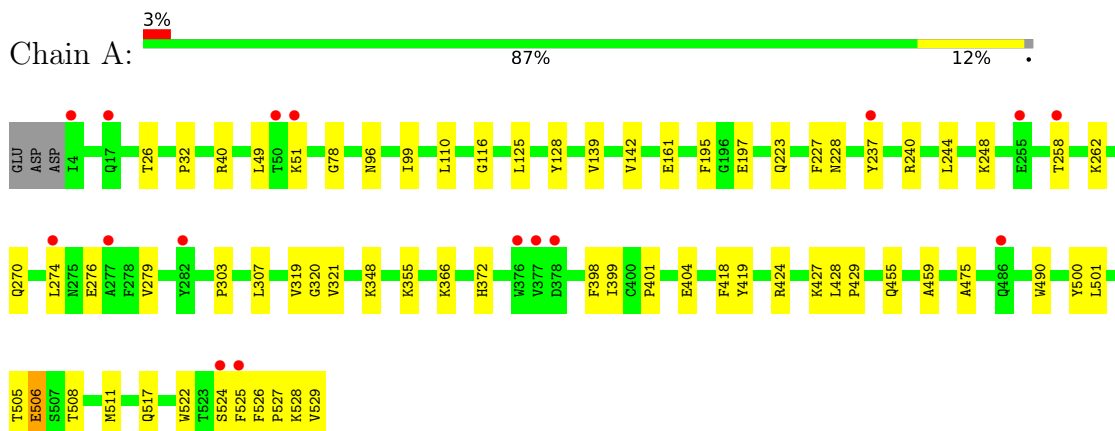 3%
Chain A:
87% 12% •
GLU ASP ASP I4 Q17 T26 P32 R40 L49 T50 K51 G78 N96 I99 L110 G116 L125 Y128 V139 V142 E161 F195 G196 E197 Q223 F227 N228 Y237 R240 L244 K248 E255 T258 K262
Q270 L274 N275 E276 A277 F278 V279 Y282 P303 L307 V319 G320 V321 K348 K355 K366 H372 W376 V377 D378 F398 I399 C400 P401 E404 F418 Y419 R424 K427 L428 P429 Q455 A459 A475 Q486 W490 Y500 L501
T505 E506 S507 T508 M511 Q517 W522 T523 S524 F525 F526 P527 K528 V529